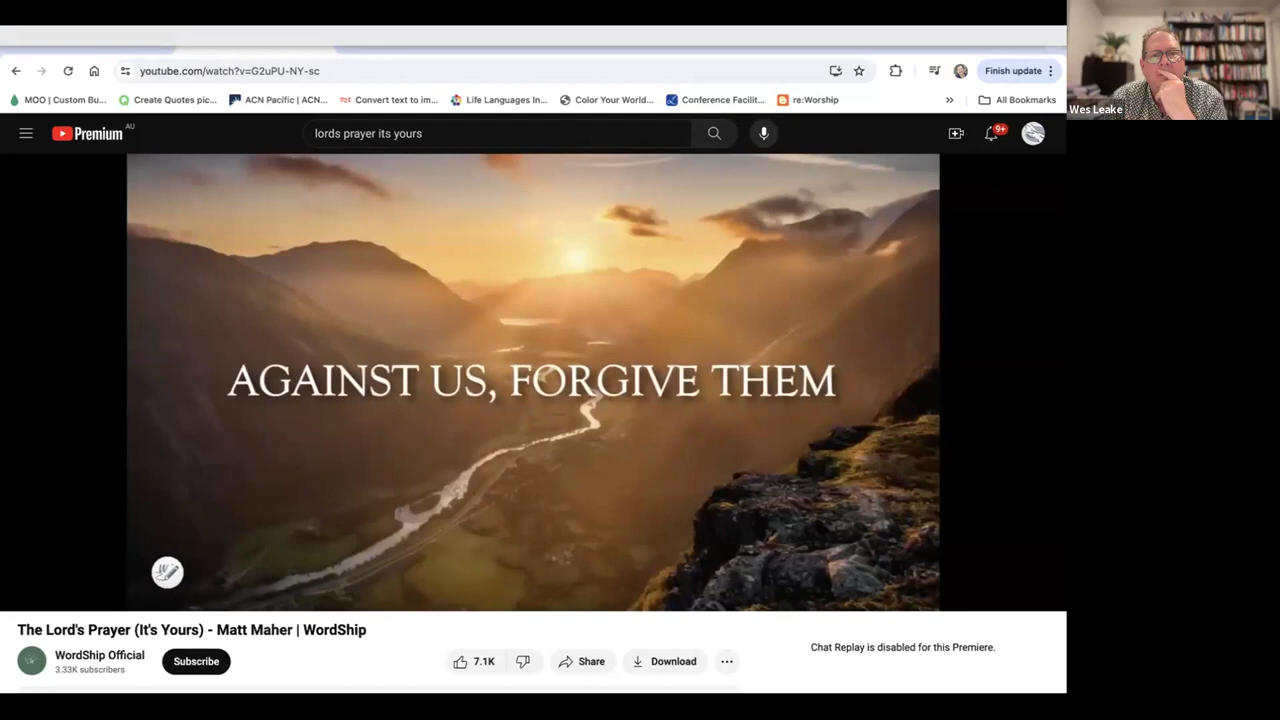 youtube.com/watch?v=G2uPU-NY-sc
Finish update
MOO | Custom Bu...
Create Quotes pic...
ACN Pacific | ACN...
Convert text to im...
Life Languages In...
Color Your World...
Conference Facilit...
re:Worship
»
All Bookmarks
Wes Leake
Premium AU
lords prayer its yours
9+
AGAINST US, FORGIVE THEM
The Lord's Prayer (It's Yours) - Matt Maher | WordShip
WordShip Official
3.33K subscribers
Subscribe
7.1K
Share
Download
Chat Replay is disabled for this Premiere.